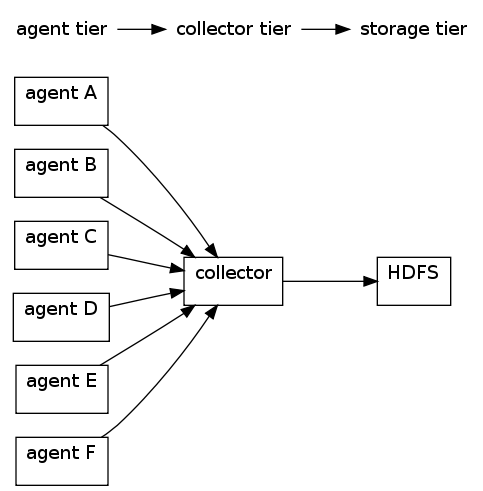 agent tier
collector tier
storage tier
agent A
agent B
agent C
collector
HDFS
agent D
agent E
agent F